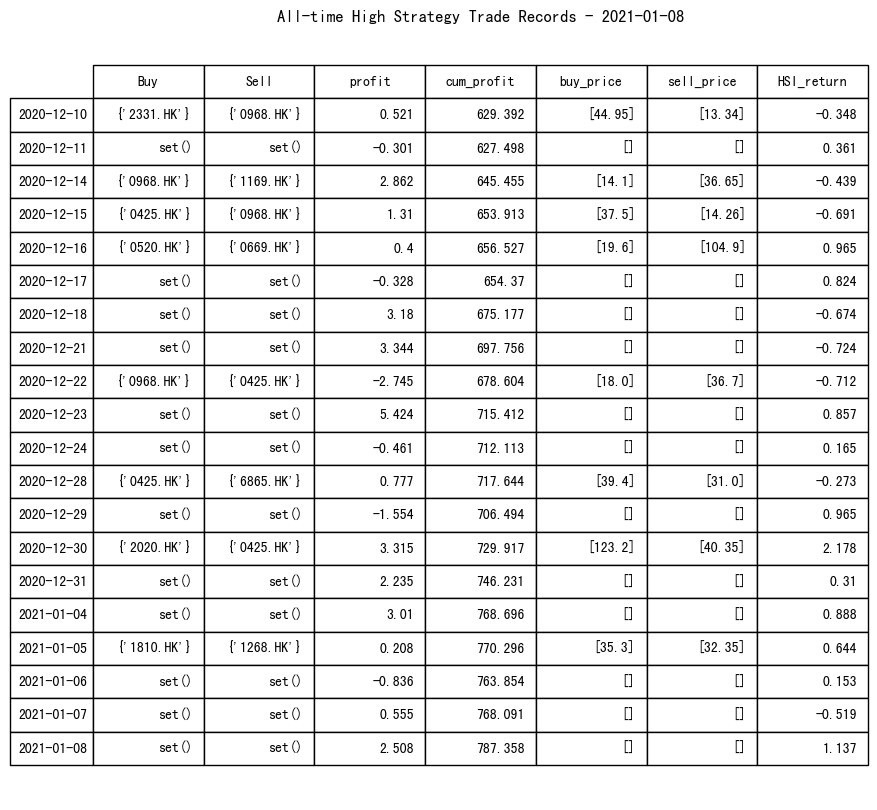 All-time High Strategy Trade Records - 2021-01-08
Buy Sell profit cum_profit buy_price sell_price HSI_return
2020-12-10 {'2331.HK'} {'0968.HK'} 0.521 629.392 [44.95] [13.34] -0.348
2020-12-11 set() set() -0.301 627.498 [] [] 0.361
2020-12-14 {'0968.HK'} {'1169.HK'} 2.862 645.455 [14.1] [36.65] -0.439
2020-12-15 {'0425.HK'} {'0968.HK'} 1.31 653.913 [37.5] [14.26] -0.691
2020-12-16 {'0520.HK'} {'0669.HK'} 0.4 656.527 [19.6] [104.9] 0.965
2020-12-17 set() set() -0.328 654.37 [] [] 0.824
2020-12-18 set() set() 3.18 675.177 [] [] -0.674
2020-12-21 set() set() 3.344 697.756 [] [] -0.724
2020-12-22 {'0968.HK'} {'0425.HK'} -2.745 678.604 [18.0] [36.7] -0.712
2020-12-23 set() set() 5.424 715.412 [] [] 0.857
2020-12-24 set() set() -0.461 712.113 [] [] 0.165
2020-12-28 {'0425.HK'} {'6865.HK'} 0.777 717.644 [39.4] [31.0] -0.273
2020-12-29 set() set() -1.554 706.494 [] [] 0.965
2020-12-30 {'2020.HK'} {'0425.HK'} 3.315 729.917 [123.2] [40.35] 2.178
2020-12-31 set() set() 2.235 746.231 [] [] 0.31
2021-01-04 set() set() 3.01 768.696 [] [] 0.888
2021-01-05 {'1810.HK'} {'1268.HK'} 0.208 770.296 [35.3] [32.35] 0.644
2021-01-06 set() set() -0.836 763.854 [] [] 0.153
2021-01-07 set() set() 0.555 768.091 [] [] -0.519
2021-01-08 set() set() 2.508 787.358 [] [] 1.137